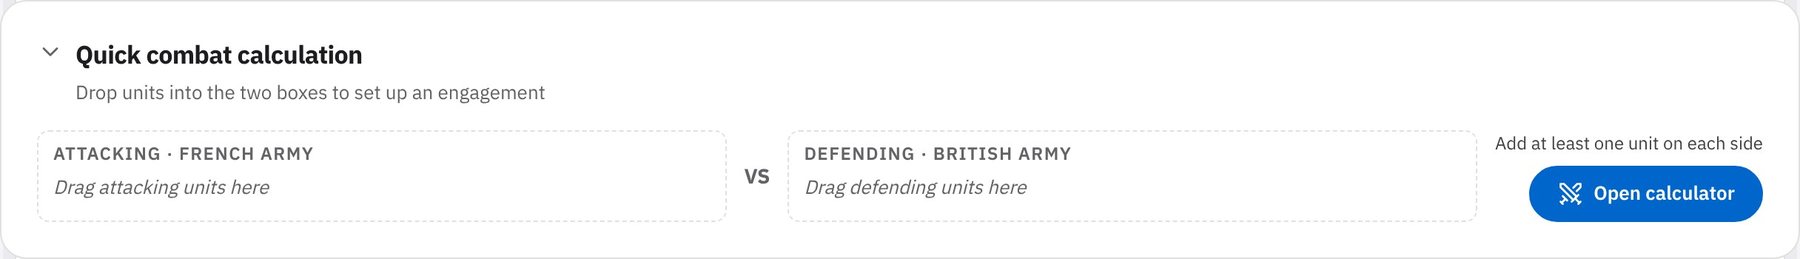 Quick combat calculation
Drop units into the two boxes to set up an engagement
ATTACKING · FRENCH ARMY
Drag attacking units here
VS
DEFENDING · BRITISH ARMY
Drag defending units here
Add at least one unit on each side
Open calculator